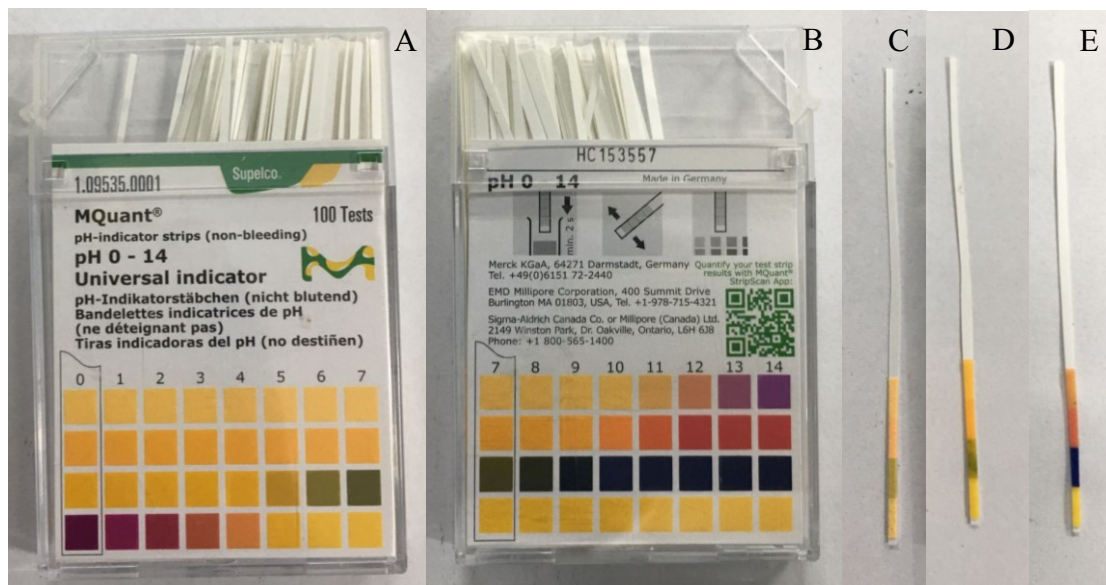 A
1.09535.0001
Supelco.
MQuant®
100 Tests
pH-indicator strips (non-bleeding)
pH 0 - 14
Universal indicator
pH-Indikatorstäbchen (nicht blutend)
Bandelettes indicatrices de pH
(ne déteignant pas)
Tiras indicadoras del pH (no destiñen)
0 1 2 3 4 5 6 7
B
HC153557
pH 0 - 14
Made in Germany
min. 2 s
Merck KGaA, 64271 Darmstadt, Germany
Tel. +49(0)6151 72-2440
EMD Millipore Corporation, 400 Summit Drive
Burlington MA 01803, USA, Tel. +1-978-715-4321
Sigma-Aldrich Canada Co. or Millipore (Canada) Ltd.
2149 Winston Park, Dr. Oakville, Ontario, L6H 6J8
Phone: +1 800-565-1400
Quantify your test strip
results with MQuant®
StripScan App:
7 8 9 10 11 12 13 14
C
D
E